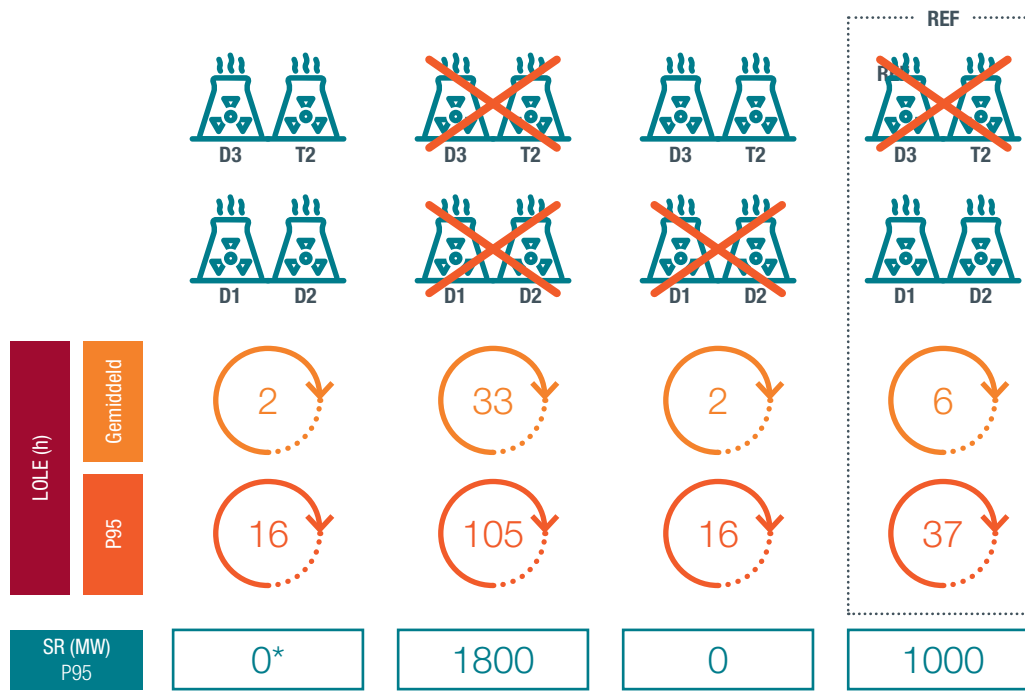 REF
REF
D3 T2 D3 T2 D3 T2 D3 T2
D1 D2 D1 D2 D1 D2 D1 D2
LOLE (h)
Gemiddeld
2 33 2 6
P95
16 105 16 37
SR (MW)
P95
0* 1800 0 1000